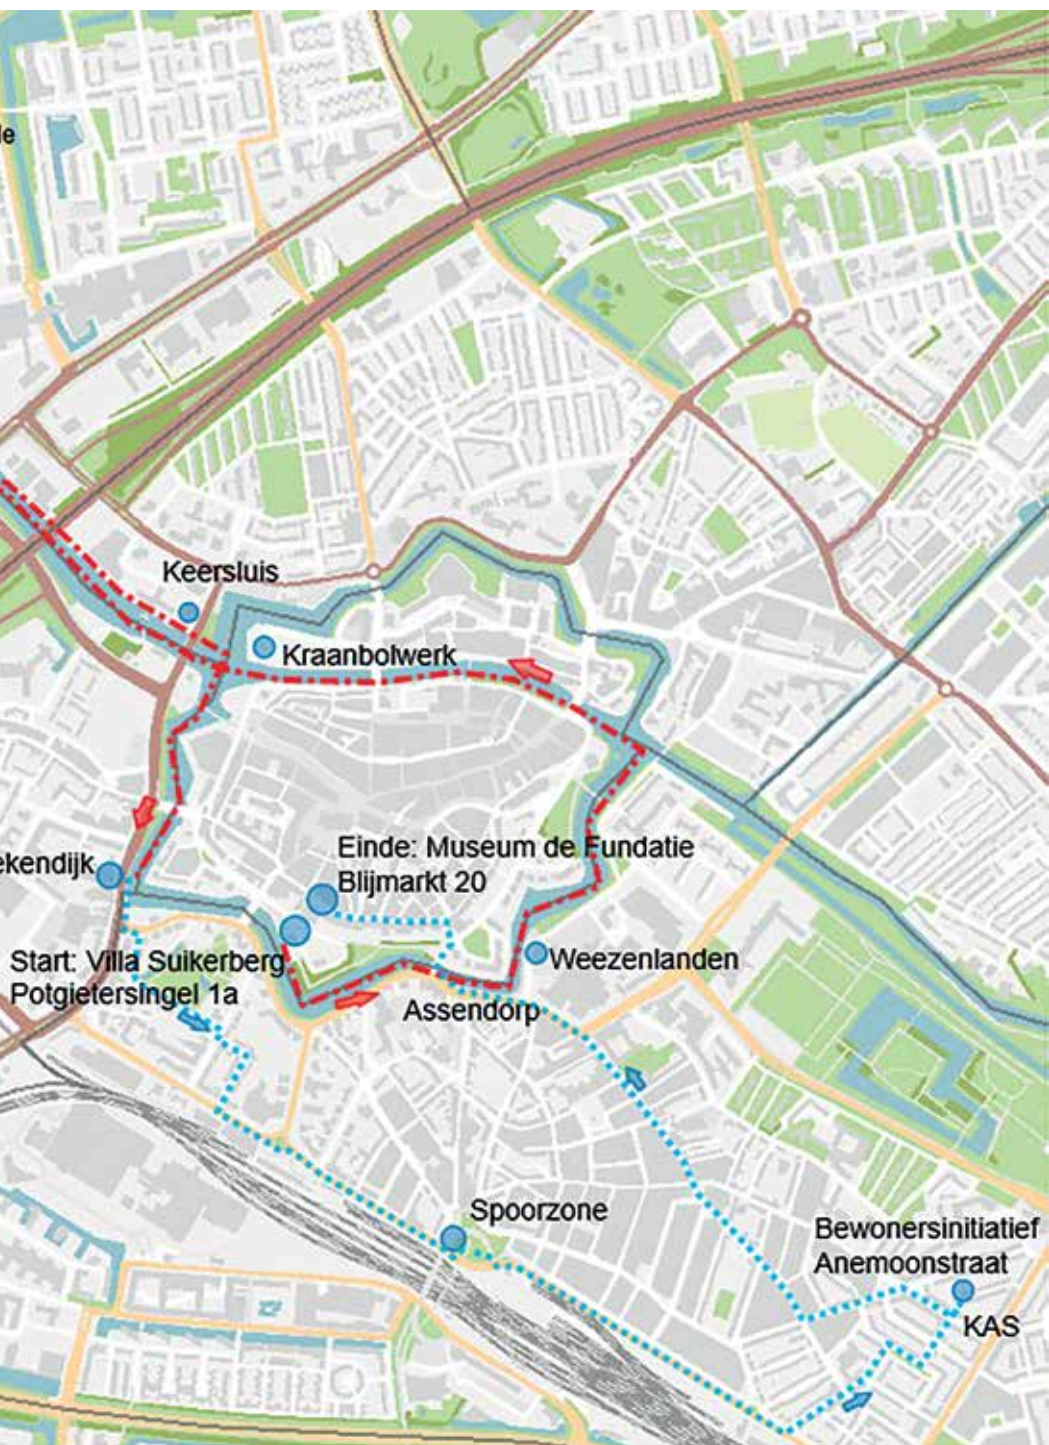 Keersluis
Kraanbolwerk
Einde: Museum de Fundatie
Blijmarkt 20
ekendijk
Weezenlanden
Start: Villa Suikerberg
Potgietersingel 1a
Assendorp
Spoorzone
Bewonersinitiatief
Anemoonstraat
KAS